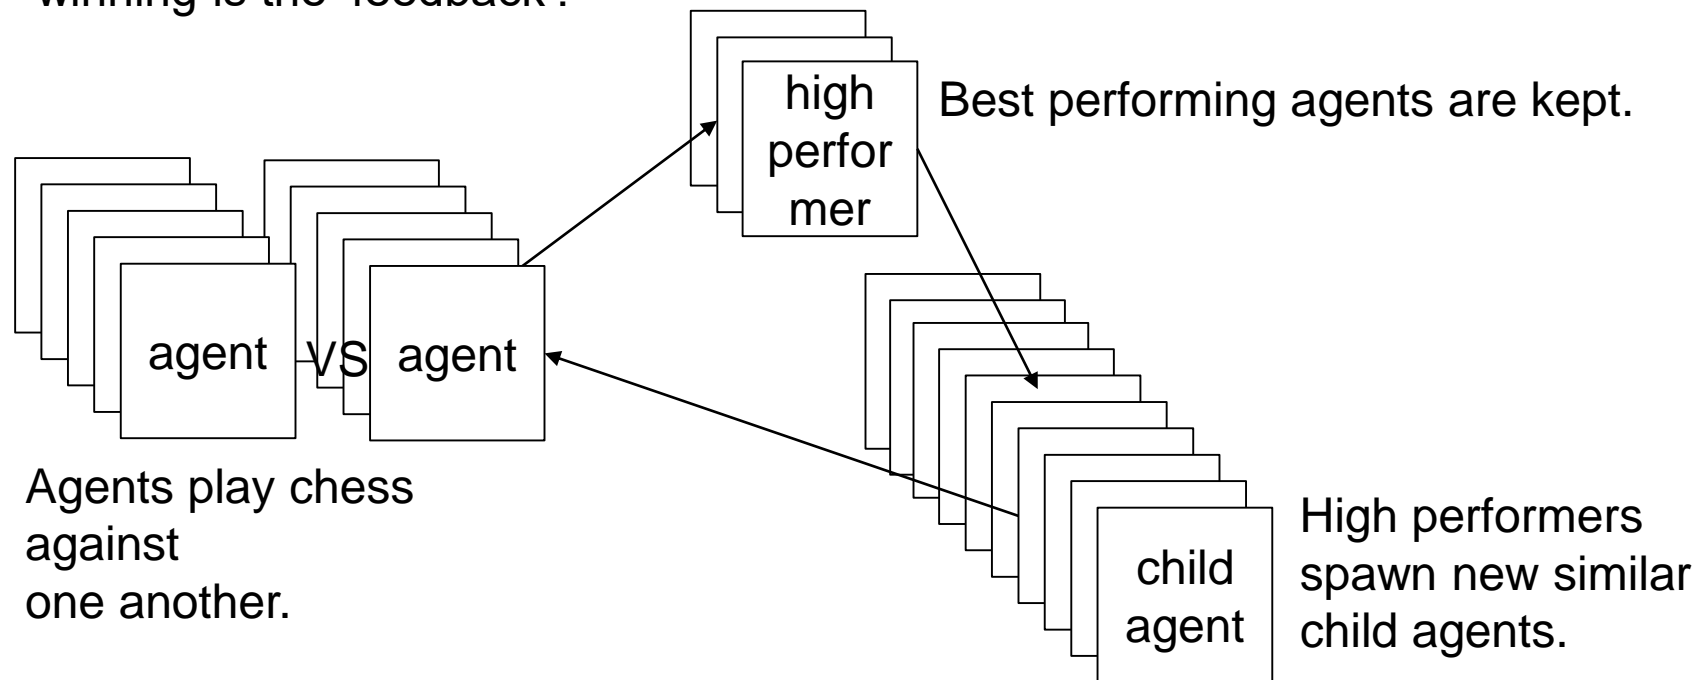 winning is the 'feedback'.
high
perfor
mer
Best performing agents are kept.
agent
VS
agent
Agents play chess
against
one another.
child
agent
High performers
spawn new similar
child agents.